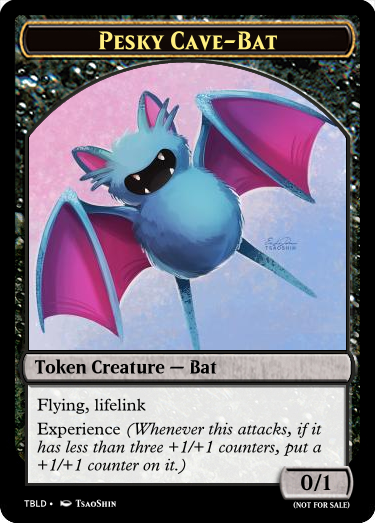 Pesky Cave-Bat
TSAOSHIN
Token Creature — Bat
Flying, lifelink
Experience (Whenever this attacks, if it
has less than three +1/+1 counters, put a
+1/+1 counter on it.)
0/1
TBLD • TsaoShin
(NOT FOR SALE)